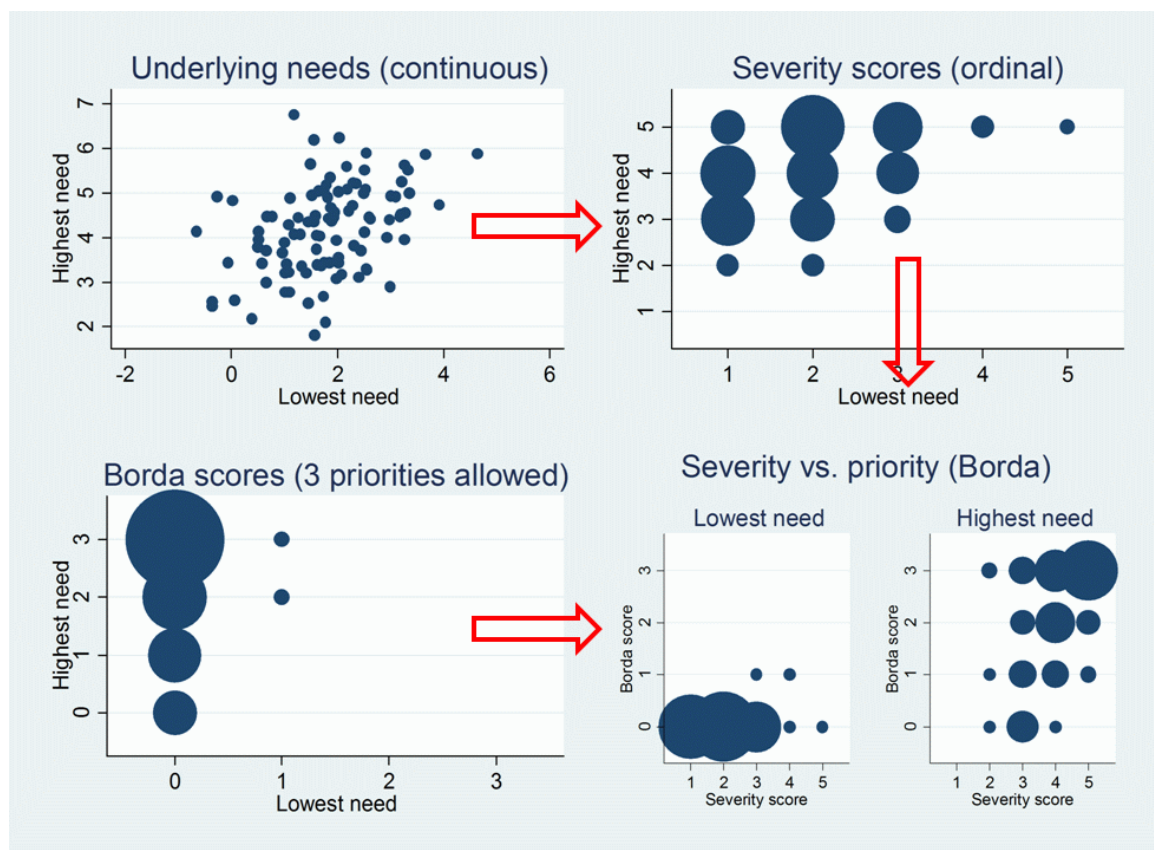 Underlying needs (continuous)
Highest need
7
6
5
4
3
2
-2 0 2 4 6
Lowest need
Severity scores (ordinal)
Highest need
5
4
3
2
1
1 2 3 4 5
Lowest need
Borda scores (3 priorities allowed)
Highest need
3
2
1
0
0 1 2 3
Lowest need
Severity vs. priority (Borda)
Lowest need
Borda score
3
2
1
0
1 2 3 4 5
Severity score
Highest need
Borda score
3
2
1
0
1 2 3 4 5
Severity score